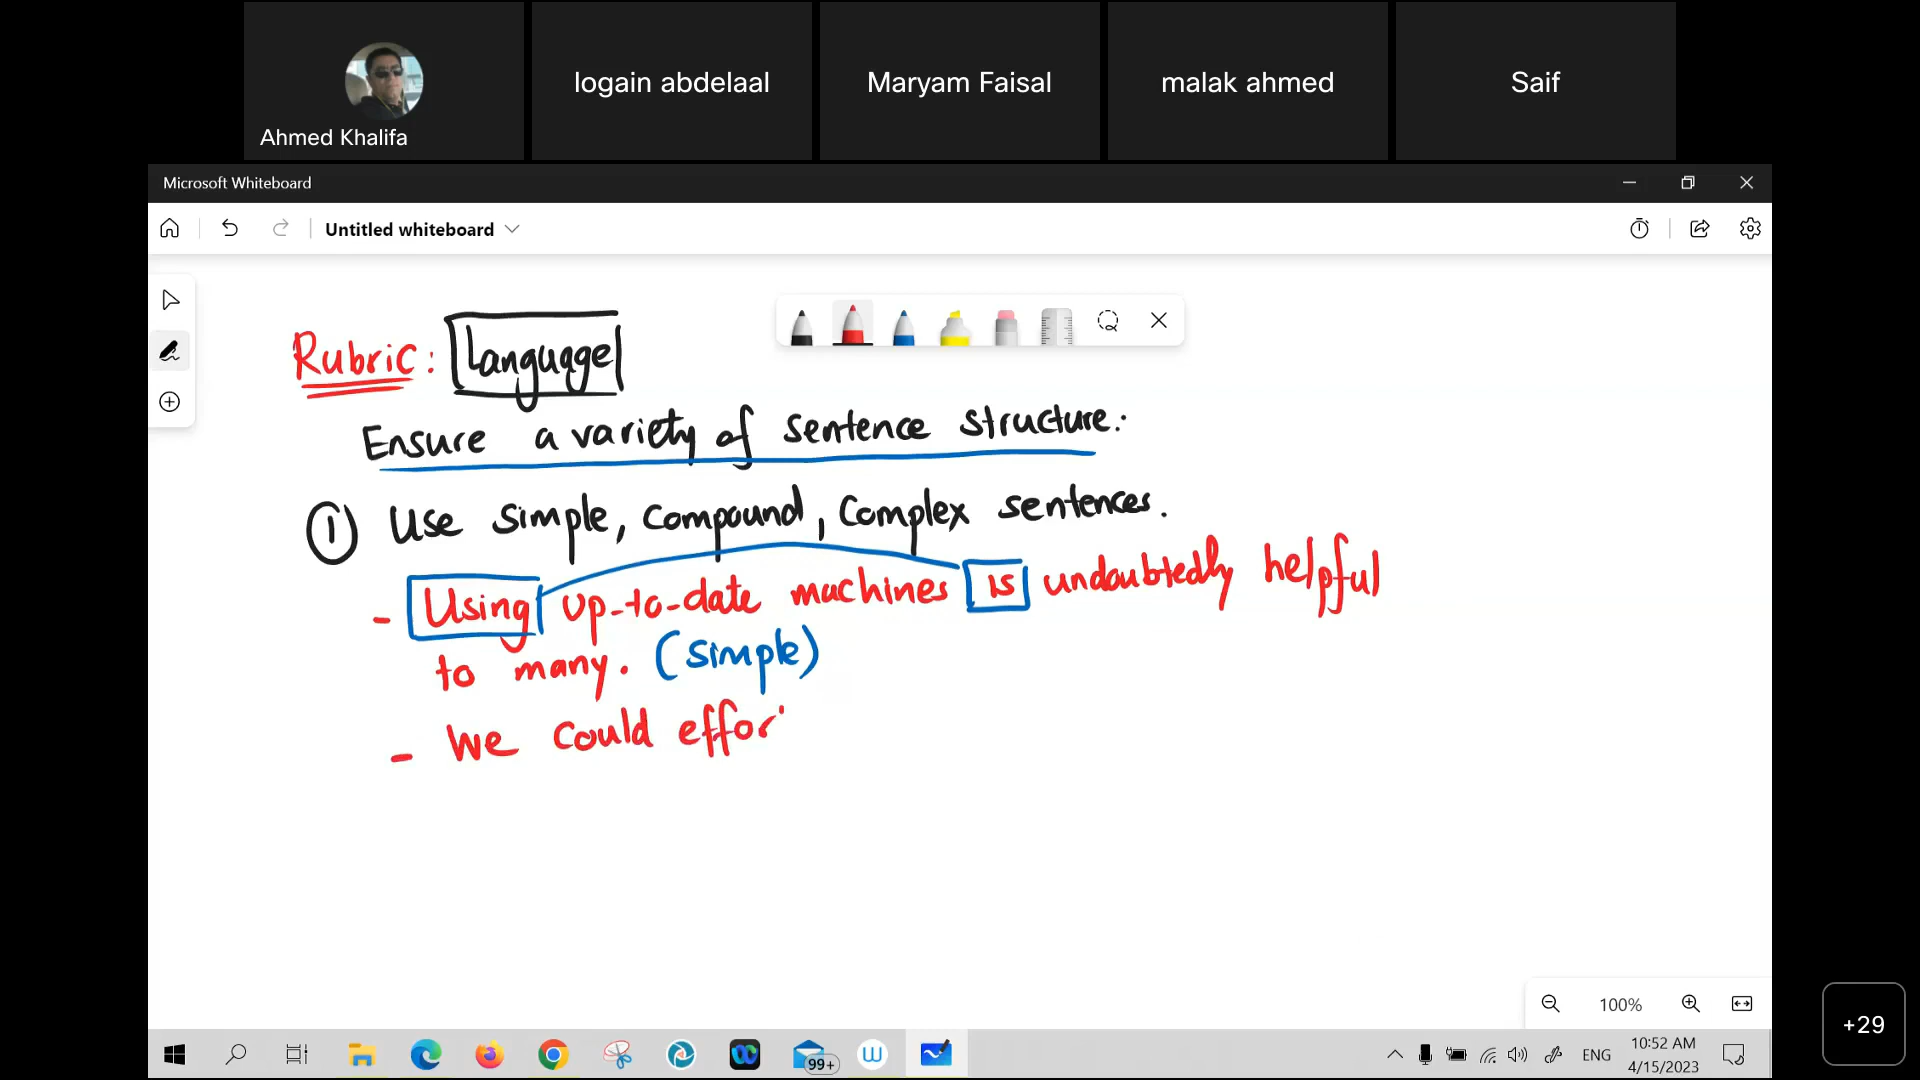 logain abdelaal
Maryam Faisal
malak ahmed
Saif
Ahmed Khalifa
Microsoft Whiteboard
Untitled whiteboard
Rubric: Language
Ensure a variety of sentence structure.
1 Use simple, compound, complex sentences.
- Using up-to-date machines is undoubtedly helpful
to many. (simple)
- We could effor
100%
+29
99+
ENG
10:52 AM
4/15/2023